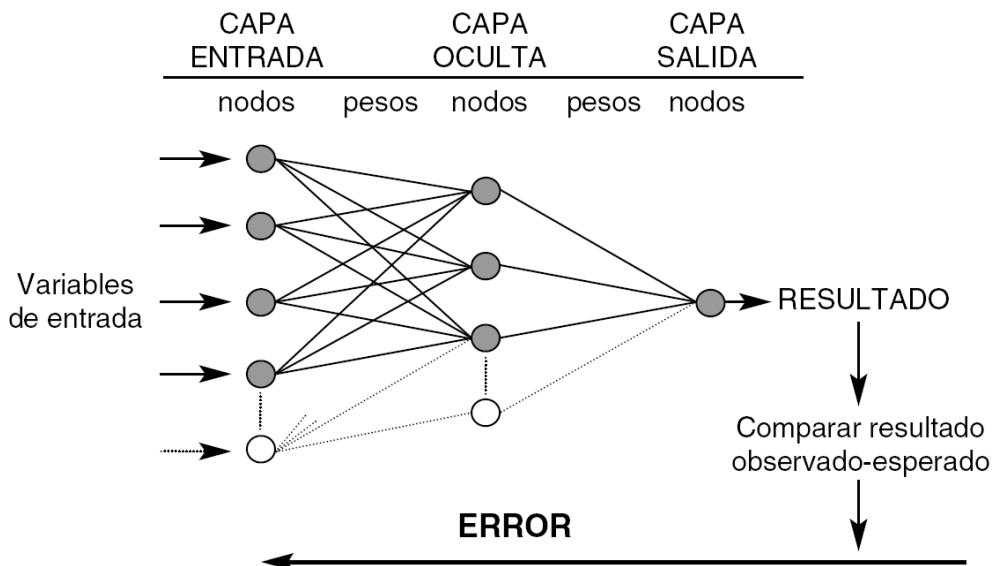 CAPA CAPA CAPA
ENTRADA OCULTA SALIDA
nodos pesos nodos pesos nodos
Variables
de entrada
RESULTADO
Comparar resultado
observado-esperado
ERROR